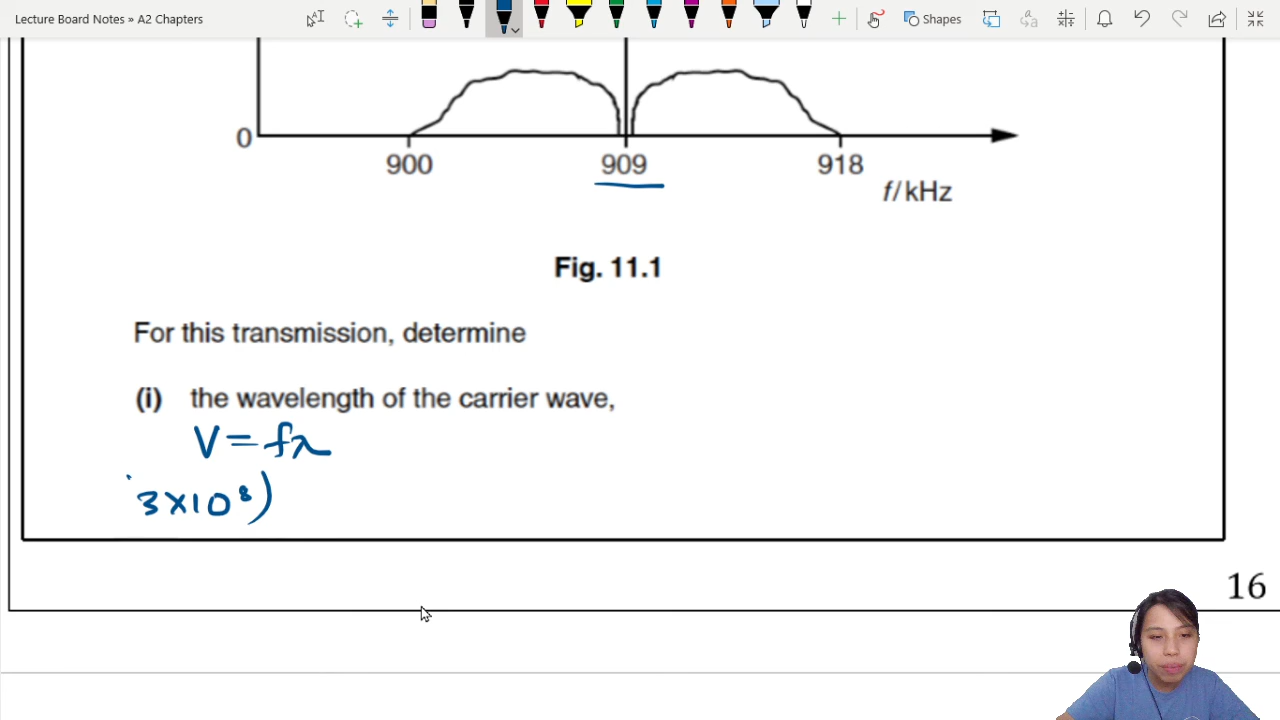 Lecture Board Notes » A2 Chapters
Shapes
0
900 909 918
f/kHz
Fig. 11.1
For this transmission, determine
(i) the wavelength of the carrier wave,
V = fλ
3×10⁸)
16